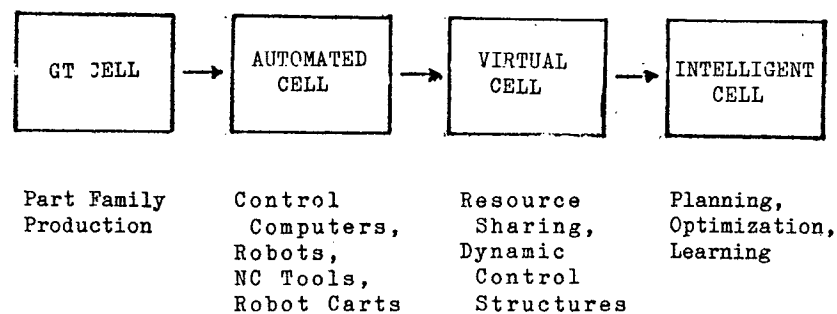 GT CELL
AUTOMATED
CELL
VIRTUAL
CELL
INTELLIGENT
CELL
Part Family
Production
Control
Computers,
Robots,
NC Tools,
Robot Carts
Resource
Sharing,
Dynamic
Control
Structures
Planning,
Optimization,
Learning